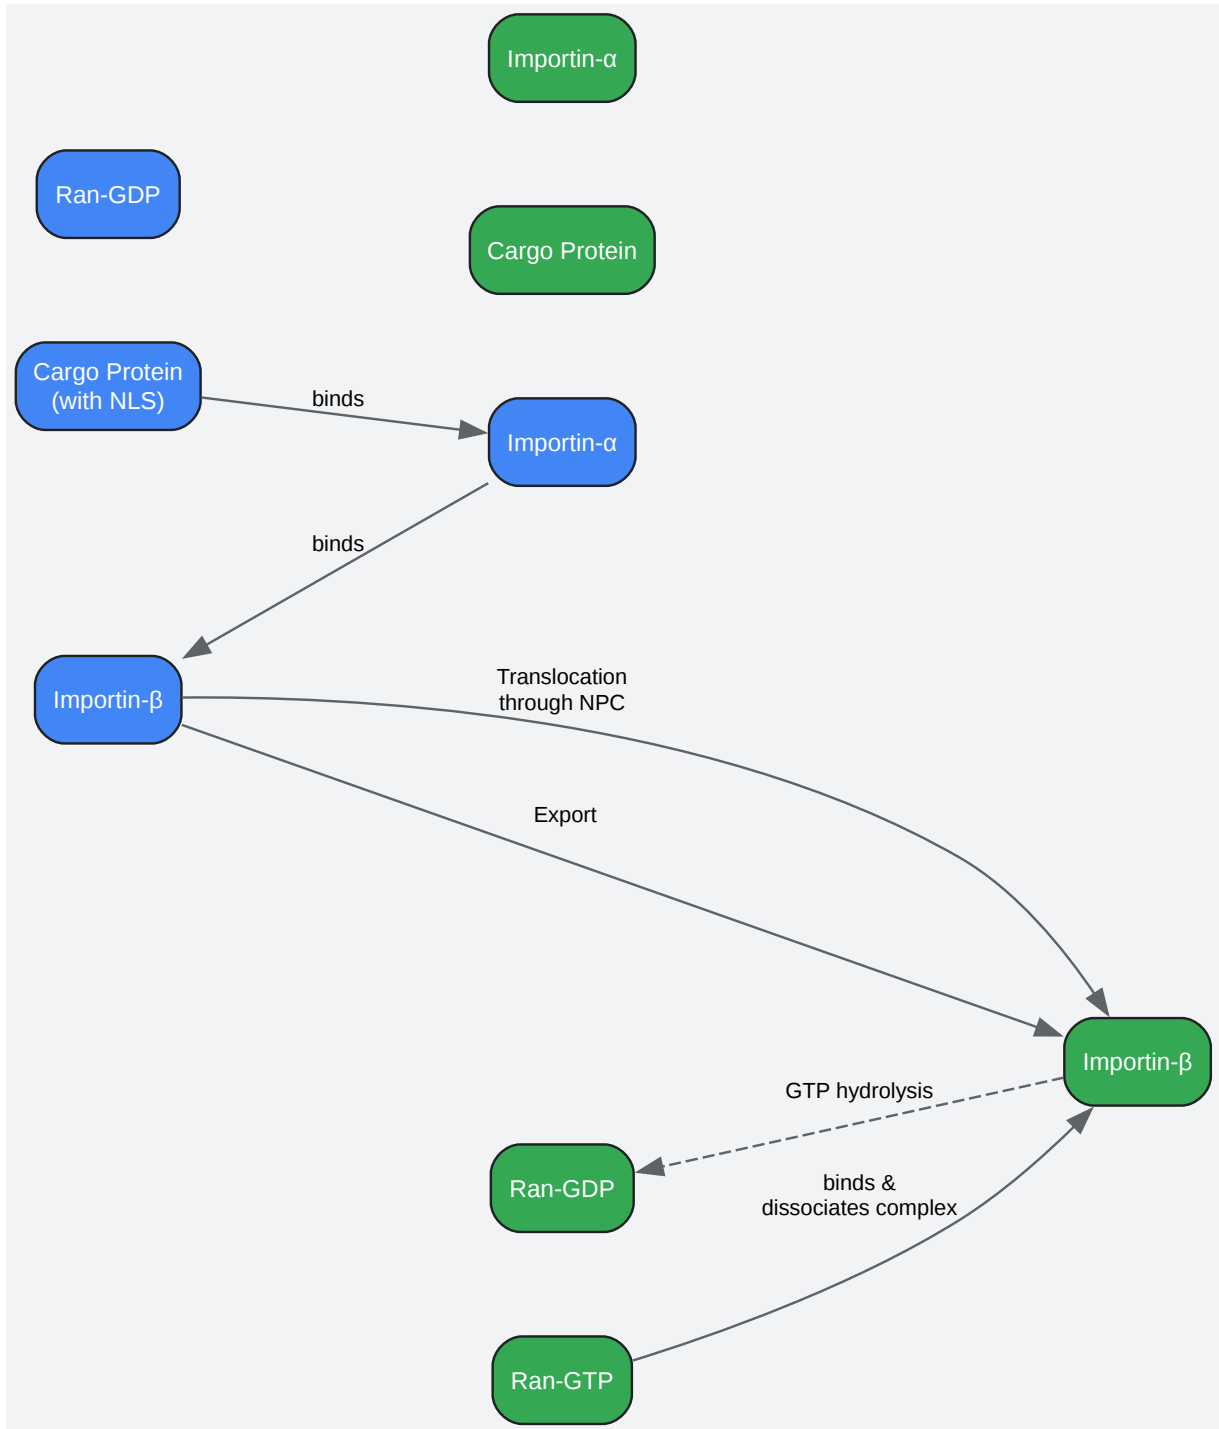 Importin-α
Ran-GDP
Cargo Protein
Cargo Protein
(with NLS)
binds
Importin-α
binds
Importin-β
Translocation
through NPC
Export
Importin-β
GTP hydrolysis
Ran-GDP
binds &
dissociates complex
Ran-GTP